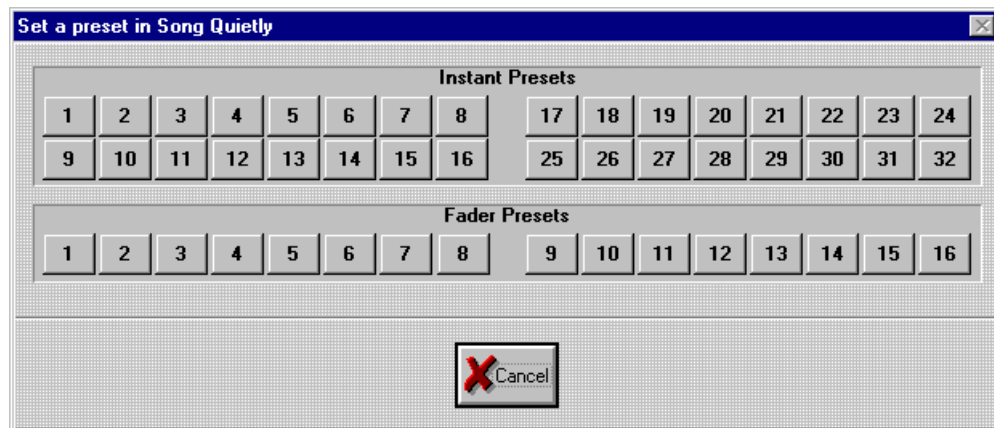 Set a preset in Song Quietly
Instant Presets
1 2 3 4 5 6 7 8 17 18 19 20 21 22 23 24
9 10 11 12 13 14 15 16 25 26 27 28 29 30 31 32
Fader Presets
1 2 3 4 5 6 7 8 9 10 11 12 13 14 15 16
Cancel